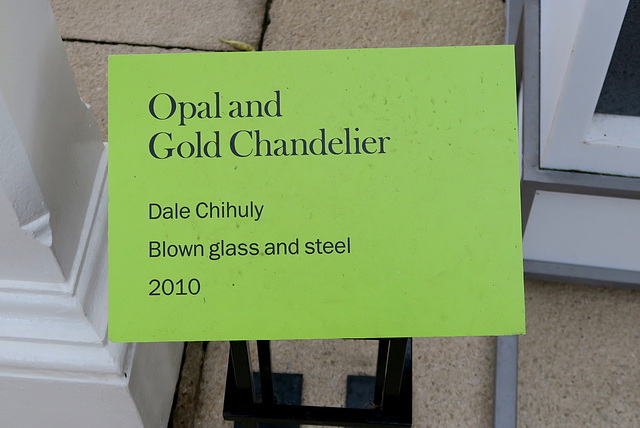 Opal and
Gold Chandelier
Dale Chihuly
Blown glass and steel
2010